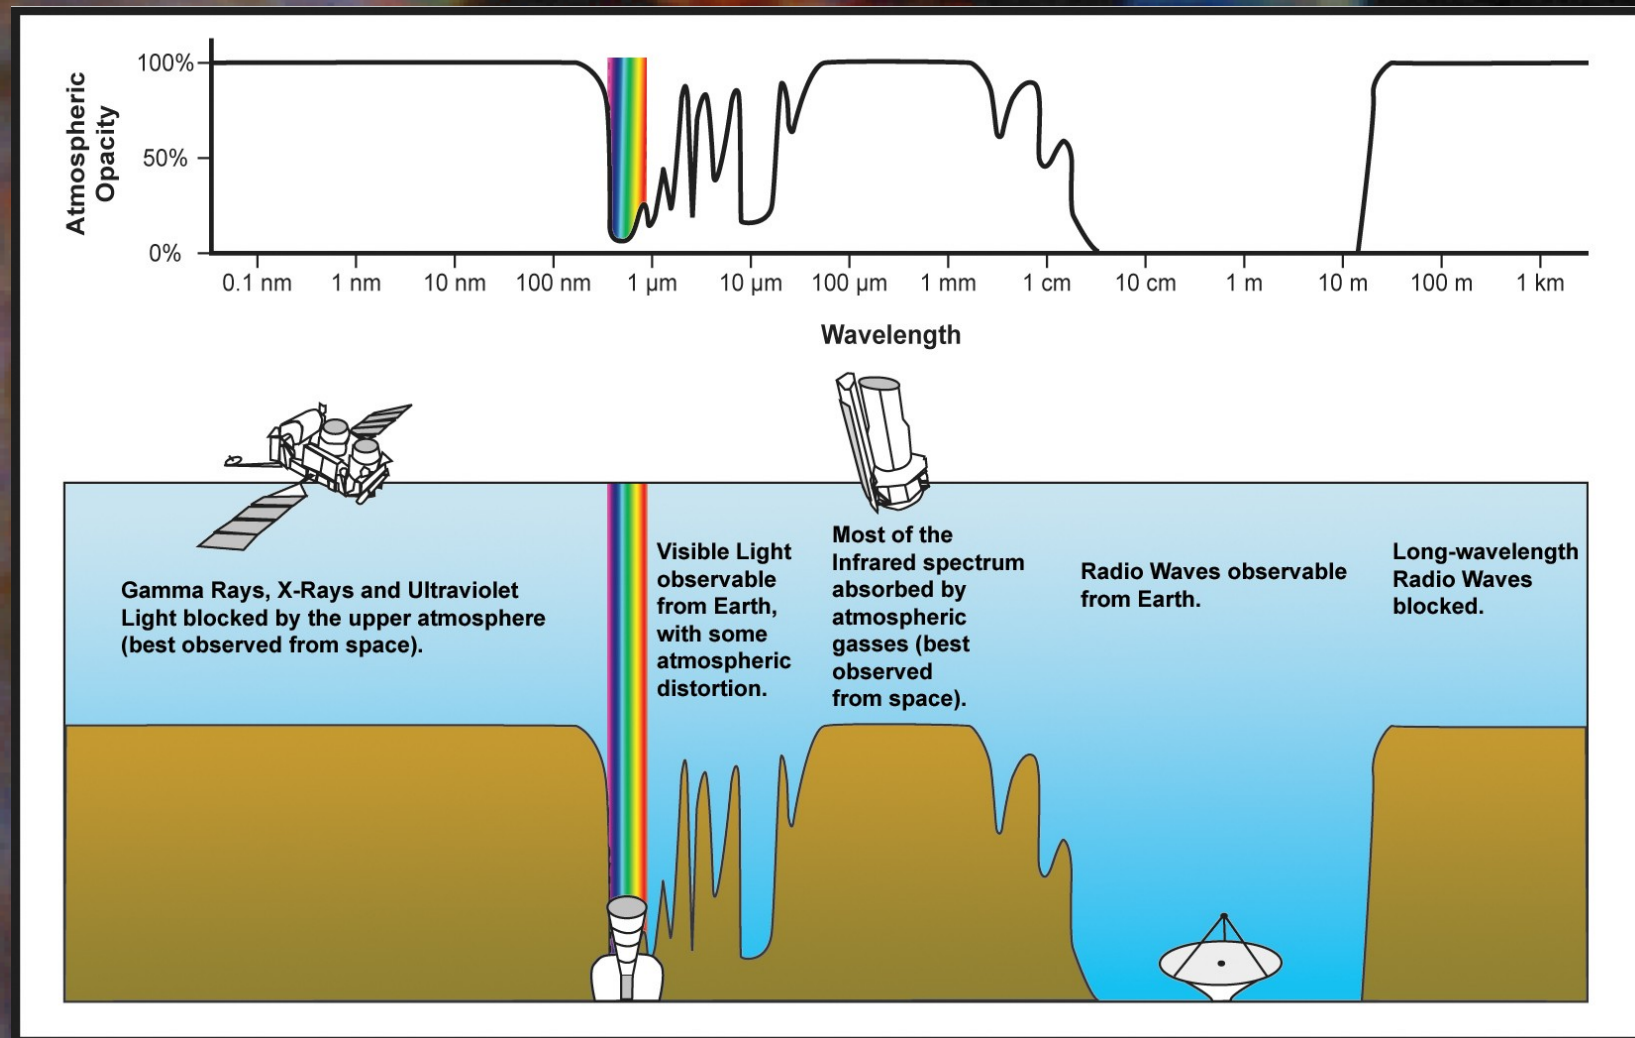 Atmospheric
Opacity
100%
50%
0%
0.1 nm
1 nm
10 nm
100 nm
1 µm
10 µm
100 µm
1 mm
1 cm
10 cm
1 m
10 m
100 m
1 km
Wavelength
Gamma Rays, X-Rays and Ultraviolet
Light blocked by the upper atmosphere
(best observed from space).
Visible Light
observable
from Earth,
with some
atmospheric
distortion.
Most of the
Infrared spectrum
absorbed by
atmospheric
gasses (best
observed
from space).
Radio Waves observable
from Earth.
Long-wavelength
Radio Waves
blocked.